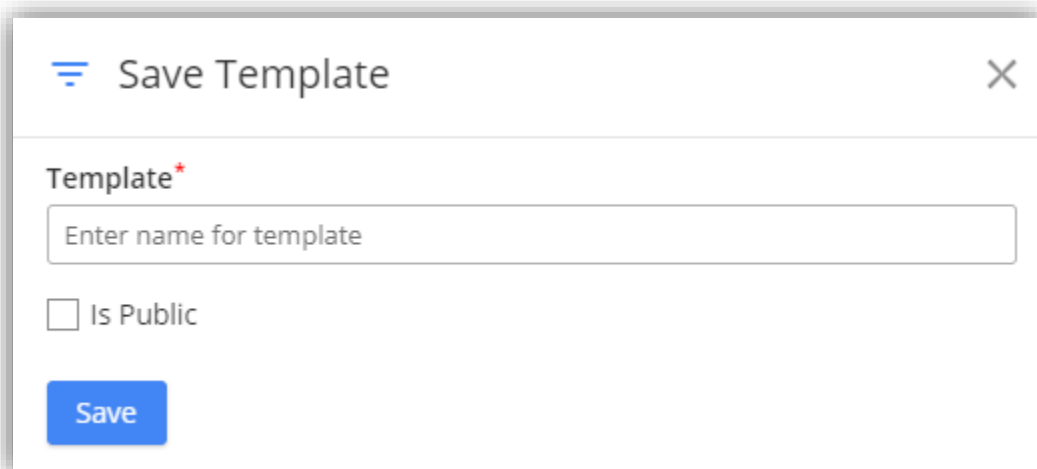 Save Template
Template*
Enter name for template
Is Public
Save